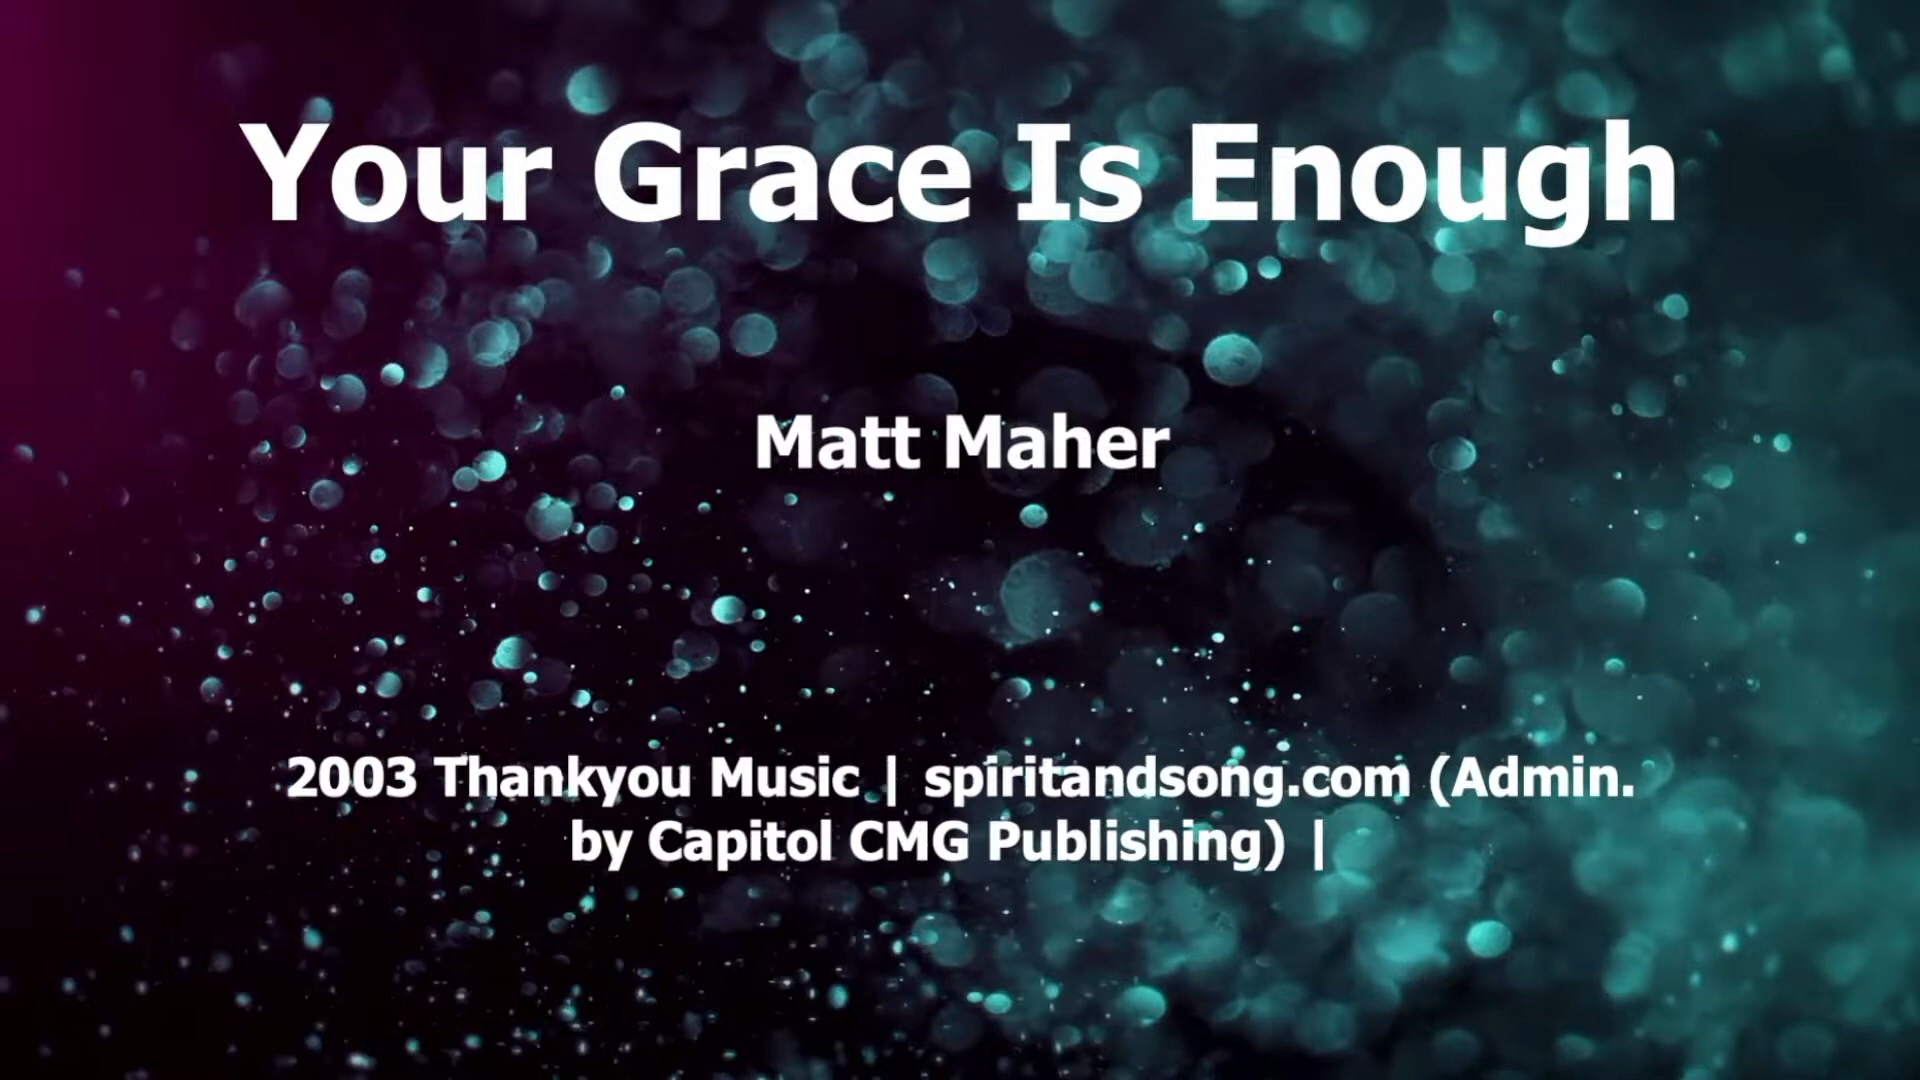 Your Grace Is Enough
Matt Maher
2003 Thankyou Music | spiritandsong.com (Admin.
by Capitol CMG Publishing) |